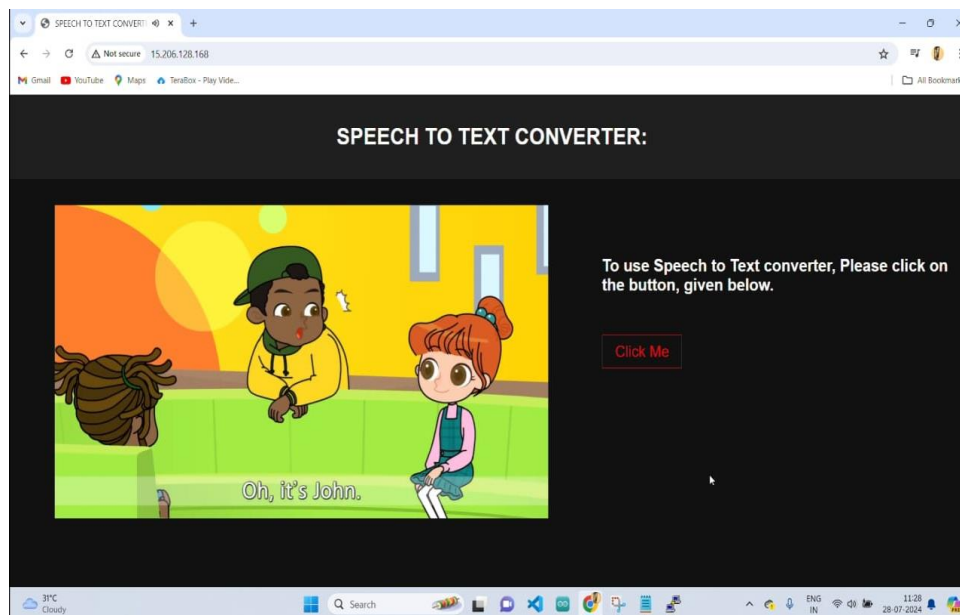 SPEECH TO TEXT CONVERT
Not secure 15.206.128.168
Gmail YouTube Maps TeraBox - Play Vide... All Bookmark
SPEECH TO TEXT CONVERTER:
To use Speech to Text converter, Please click on
the button, given below.
Click Me
Oh, it's John.
31°C
Cloudy
Search
ENG
IN
11:28
28-07-2024